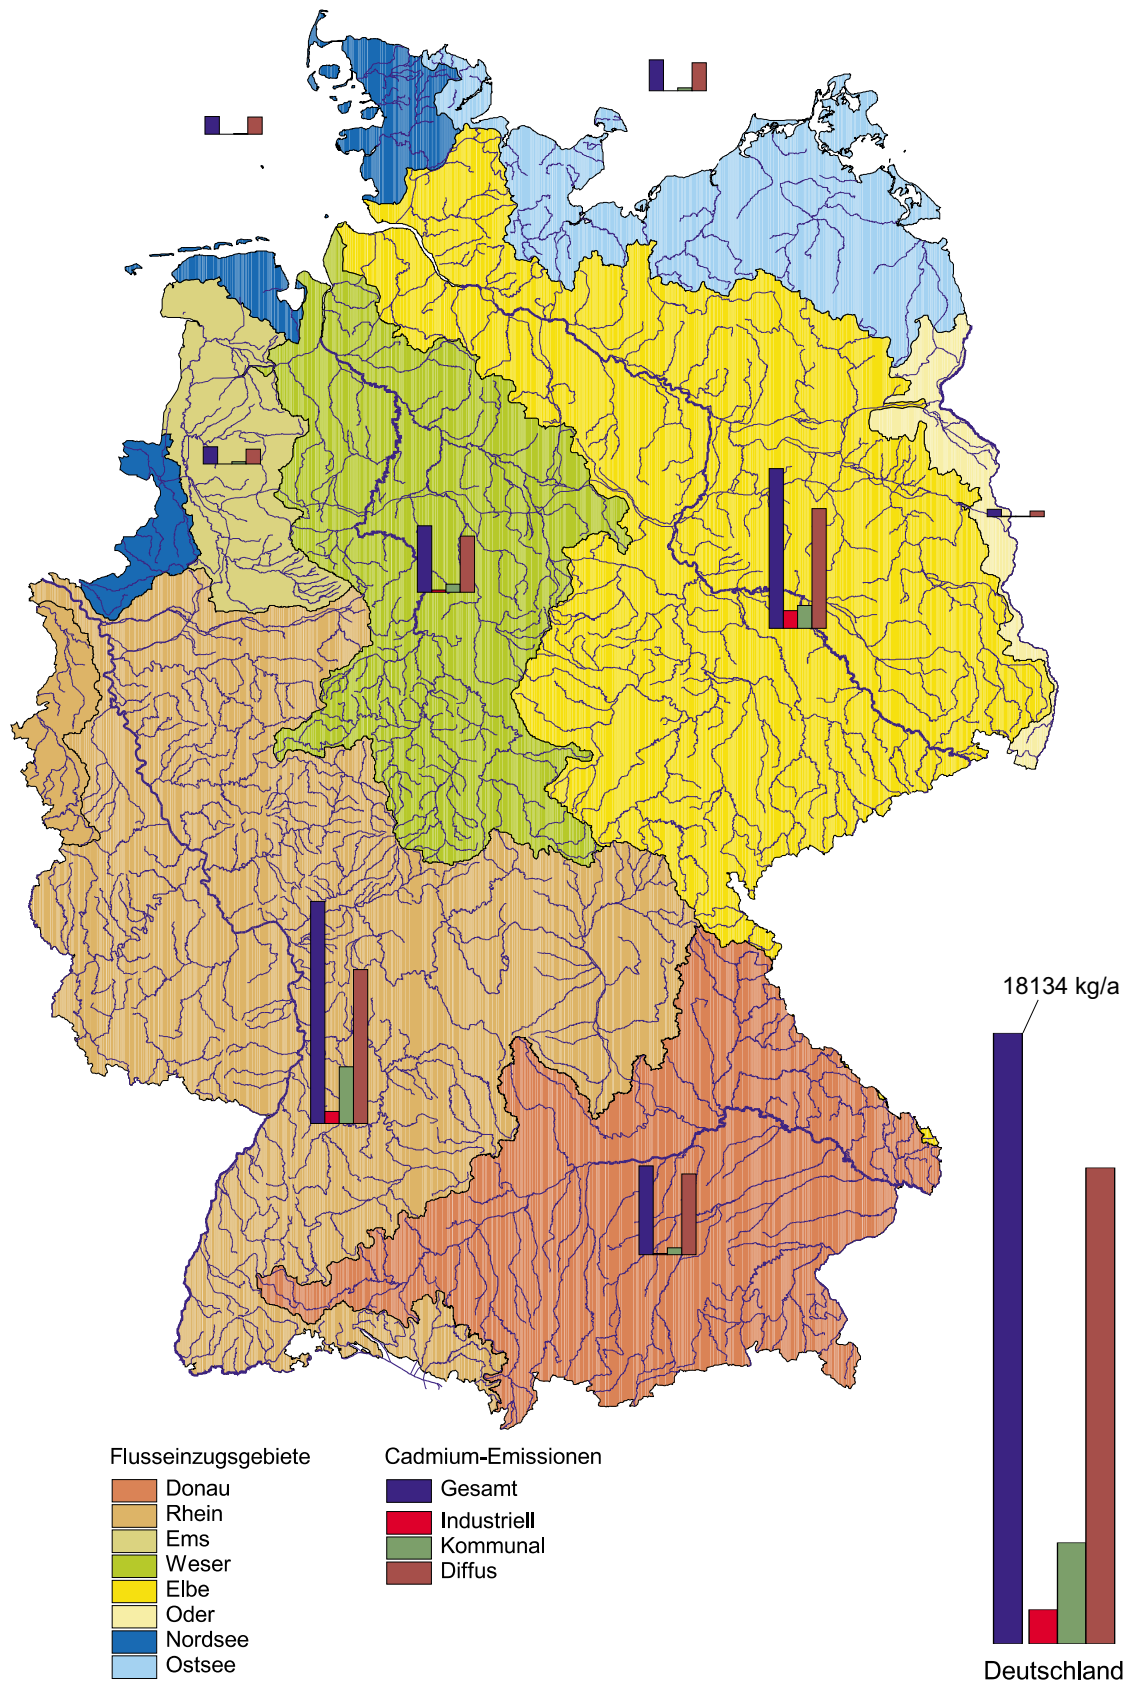 18134 kg/a
Deutschland
Flusseinzugsgebiete
Donau
Rhein
Ems
Weser
Elbe
Oder
Nordsee
Ostsee
Cadmium-Emissionen
Gesamt
Industriell
Kommunal
Diffus